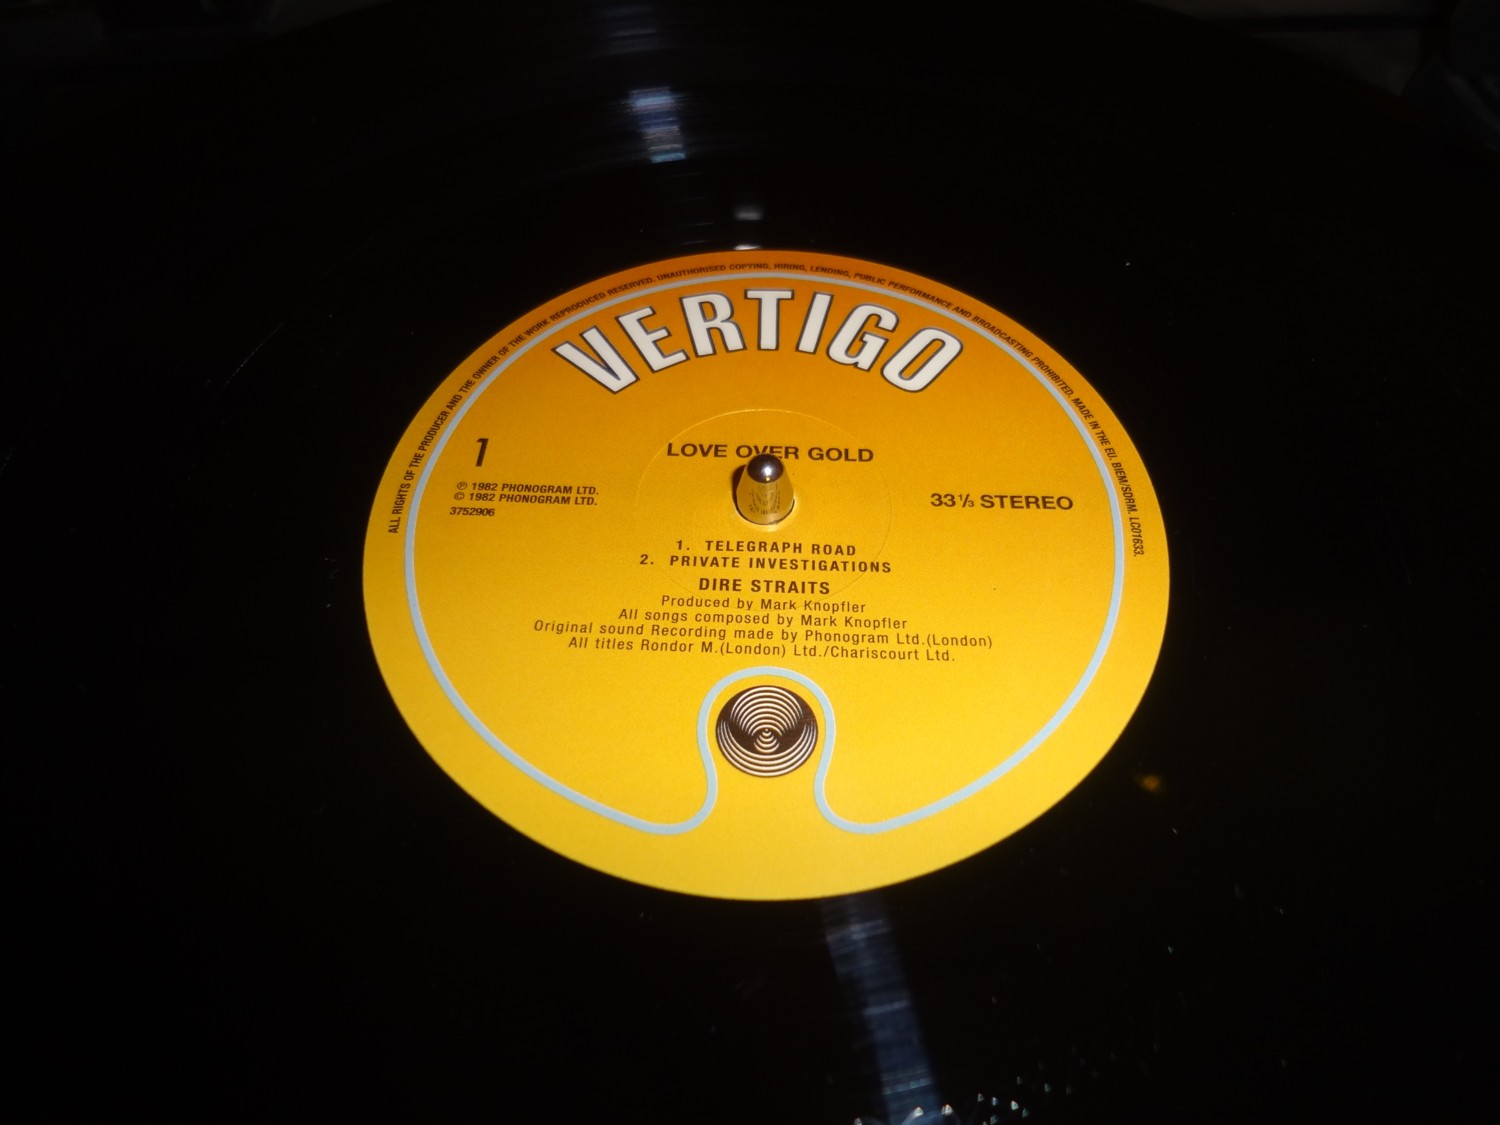 ALL RIGHTS OF THE PRODUCER AND THE OWNER OF THE WORK REPRODUCED RESERVED. UNAUTHORISED COPYING, HIRING, LENDING, PUBLIC PERFORMANCE AND BROADCASTING PROHIBITED. MADE IN THE EU. BIEM/SDRM. LC01633.
VERTIGO
1
LOVE OVER GOLD
℗ 1982 PHONOGRAM LTD.
© 1982 PHONOGRAM LTD.
3752906
33⅓ STEREO
1. TELEGRAPH ROAD
2. PRIVATE INVESTIGATIONS
DIRE STRAITS
Produced by Mark Knopfler
All songs composed by Mark Knopfler
Original sound Recording made by Phonogram Ltd.(London)
All titles Rondor M.(London) Ltd./Chariscourt Ltd.